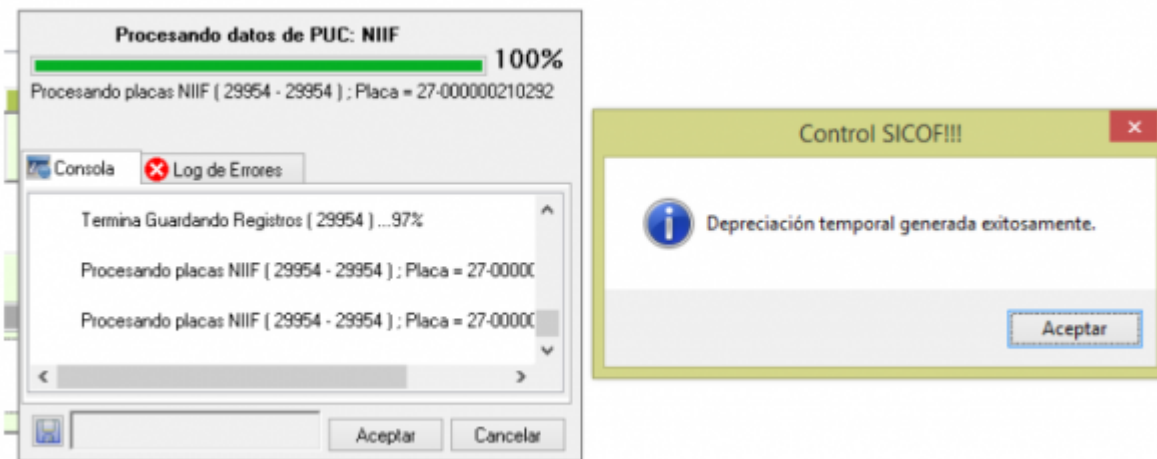 Procesando datos de PUC: NIIF
100%
Procesando placas NIIF ( 29954 - 29954 ) ; Placa = 27-000000210292
Consola
Log de Errores
Termina Guardando Registros ( 29954 ) ...97%
Procesando placas NIIF ( 29954 - 29954 ) ; Placa = 27-00000
Procesando placas NIIF ( 29954 - 29954 ) ; Placa = 27-00000
Aceptar
Cancelar
Control SICOF!!!
Depreciación temporal generada exitosamente.
Aceptar